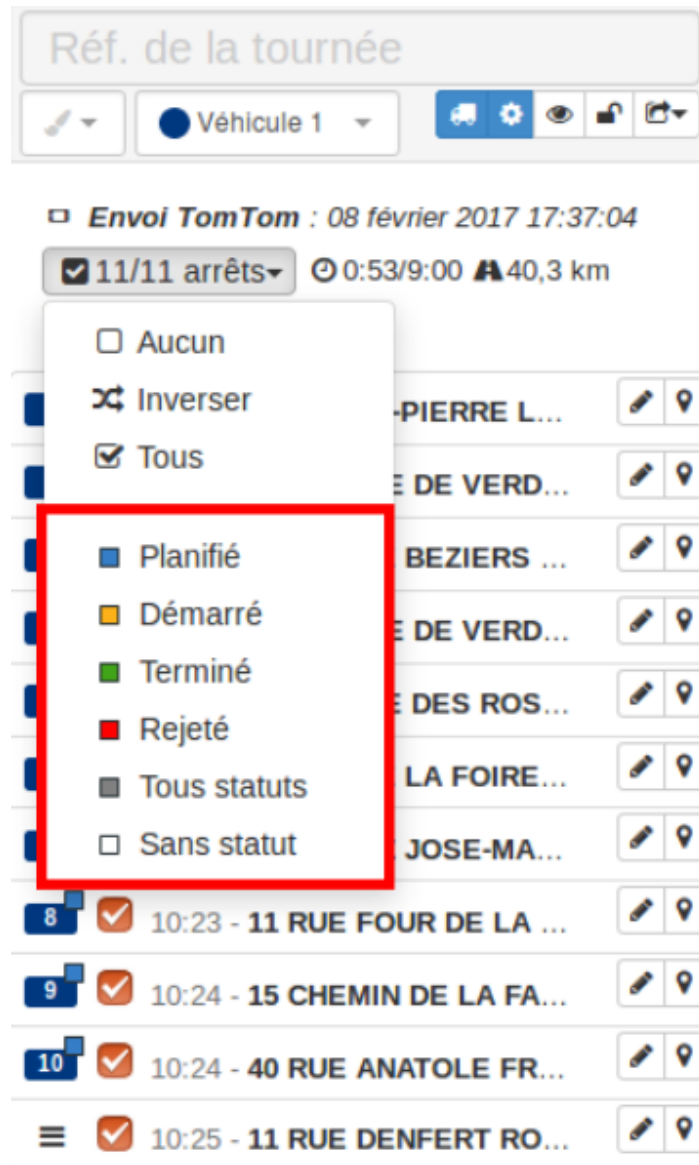 Réf. de la tournée
Véhicule 1
Envoi TomTom : 08 février 2017 17:37:04
11/11 arrêts 0:53/9:00 40,3 km
Aucun
Inverser
-PIERRE L...
Tous
E DE VERD...
Planifié
BEZIERS ...
Démarré
E DE VERD...
Terminé
E DES ROS...
Rejeté
LA FOIRE...
Tous statuts
Sans statut
JOSE-MA...
8 10:23 - 11 RUE FOUR DE LA ...
9 10:24 - 15 CHEMIN DE LA FA...
10 10:24 - 40 RUE ANATOLE FR...
10:25 - 11 RUE DENFERT RO...